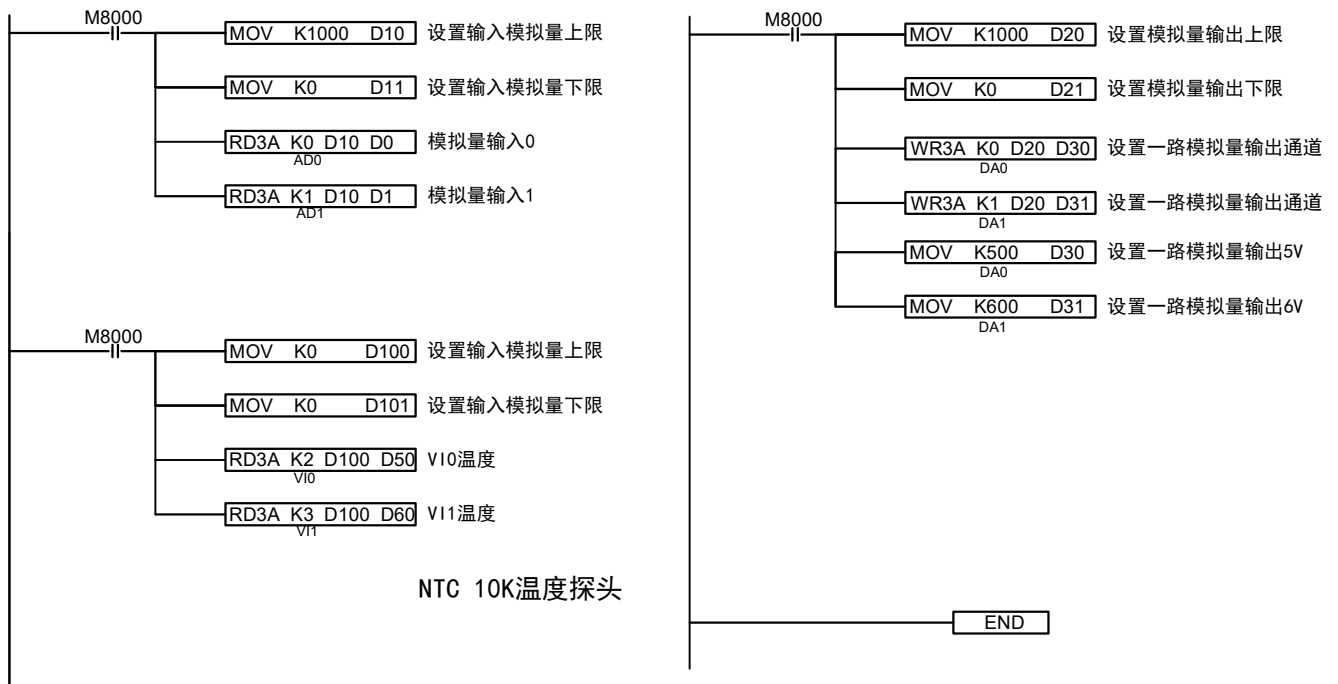 M8000
MOV K1000 D10 设置输入模拟量上限
MOV K0 D11 设置输入模拟量下限
RD3A K0 D10 D0 模拟量输入0
AD0
RD3A K1 D10 D1 模拟量输入1
AD1
M8000
MOV K0 D100 设置输入模拟量上限
MOV K0 D101 设置输入模拟量下限
RD3A K2 D100 D50 VI0温度
VI0
RD3A K3 D100 D60 VI1温度
VI1
NTC 10K温度探头
M8000
MOV K1000 D20 设置模拟量输出上限
MOV K0 D21 设置模拟量输出下限
WR3A K0 D20 D30 设置一路模拟量输出通道
DA0
WR3A K1 D20 D31 设置一路模拟量输出通道
DA1
MOV K500 D30 设置一路模拟量输出5V
DA0
MOV K600 D31 设置一路模拟量输出6V
DA1
END